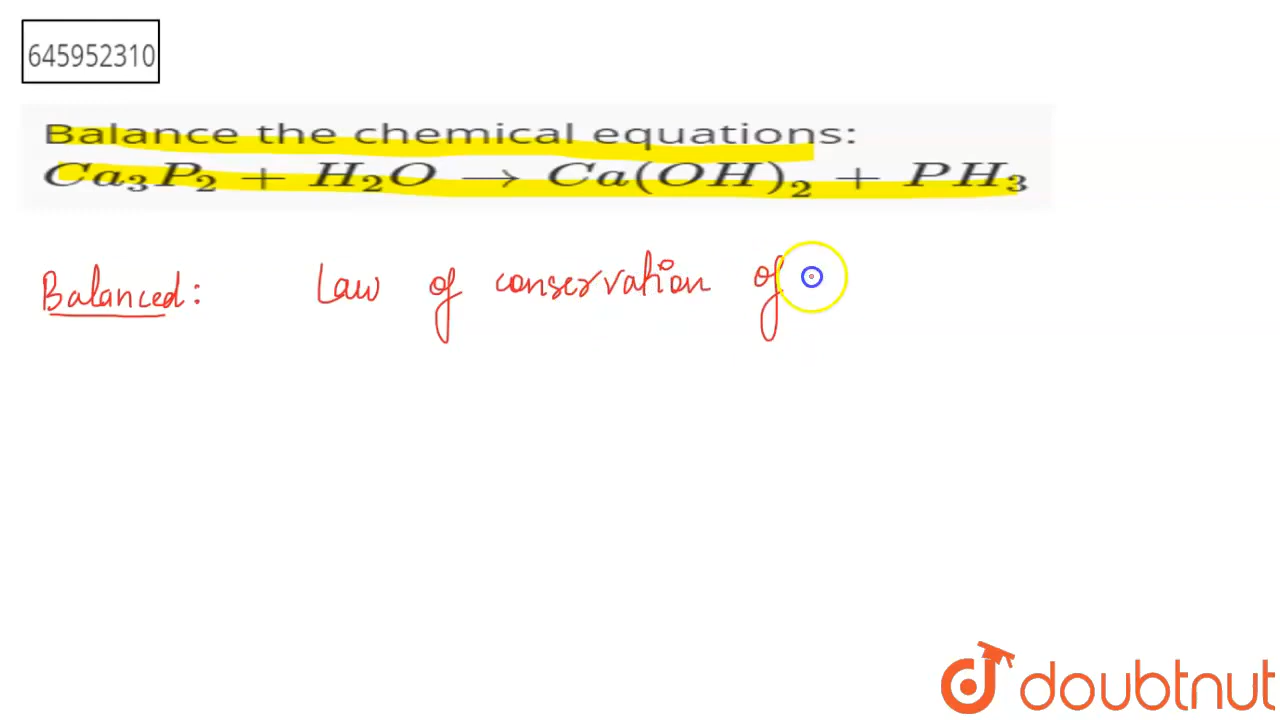 645952310
Balance the chemical equations:
Ca₃P₂ + H₂O → Ca(OH)₂ + PH₃
Balanced: Law of conservation of
doubtnut